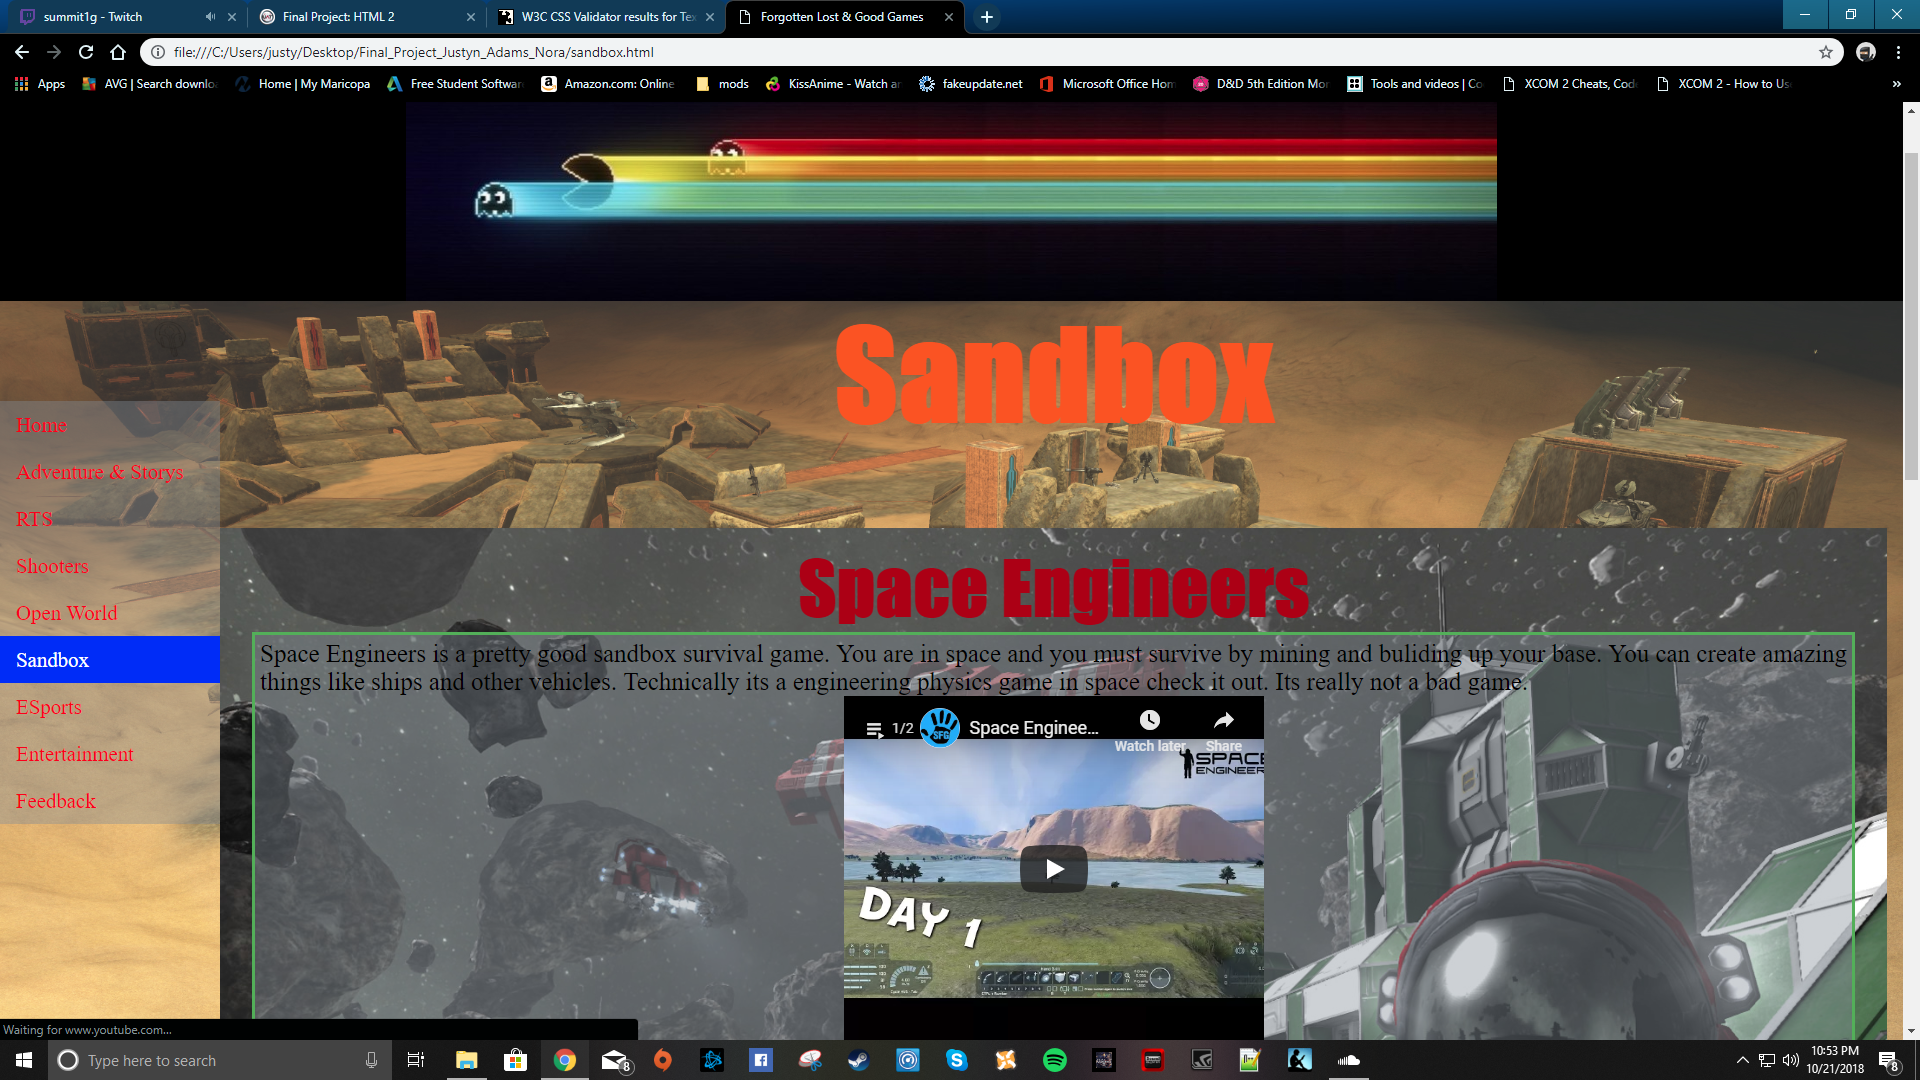 summit1g - Twitch
Final Project: HTML 2
W3C CSS Validator results for Te
Forgotten Lost & Good Games
file:///C:/Users/justy/Desktop/Final_Project_Justyn_Adams_Nora/sandbox.html
Apps
AVG | Search downlo
Home | My Maricopa
Free Student Softwar
Amazon.com: Online
mods
KissAnime - Watch a
fakeupdate.net
Microsoft Office Hom
D&D 5th Edition Mo
Tools and videos | Co
XCOM 2 Cheats, Cod
XCOM 2 - How to Us
»
Sandbox
Home
Adventure & Storys
RTS
Shooters
Open World
Sandbox
ESports
Entertainment
Feedback
Space Engineers
Space Engineers is a pretty good sandbox survival game. You are in space and you must survive by mining and buliding up your base. You can create amazing
things like ships and other vehicles. Technically its a engineering physics game in space check it out. Its really not a bad game.
1/2
SFG
Space Enginee...
Watch later
Share
SPACE
ENGINEER
DAY 1
Waiting for www.youtube.com...
Type here to search
8
10:53 PM
10/21/2018
8